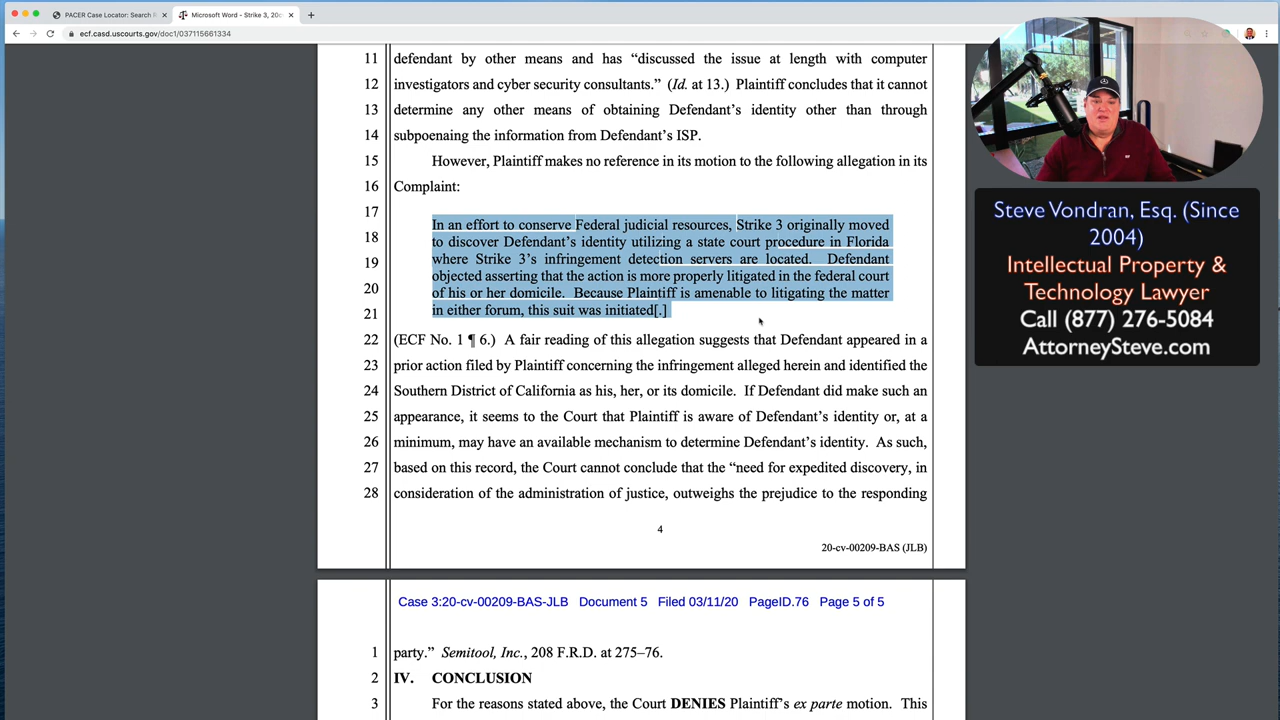 PACER Case Locator: Search R
Microsoft Word - Strike 3, 20c
ecf.casd.uscourts.gov/doc1/037115661334
11 defendant by other means and has “discussed the issue at length with computer
12 investigators and cyber security consultants.” (Id. at 13.) Plaintiff concludes that it cannot
13 determine any other means of obtaining Defendant’s identity other than through
14 subpoenaing the information from Defendant’s ISP.
15 However, Plaintiff makes no reference in its motion to the following allegation in its
16 Complaint:
17
In an effort to conserve Federal judicial resources, Strike 3 originally moved
18 to discover Defendant’s identity utilizing a state court procedure in Florida
19 where Strike 3’s infringement detection servers are located. Defendant
objected asserting that the action is more properly litigated in the federal court
20 of his or her domicile. Because Plaintiff is amenable to litigating the matter
21 in either forum, this suit was initiated[.]
22 (ECF No. 1 ¶ 6.) A fair reading of this allegation suggests that Defendant appeared in a
23 prior action filed by Plaintiff concerning the infringement alleged herein and identified the
24 Southern District of California as his, her, or its domicile. If Defendant did make such an
25 appearance, it seems to the Court that Plaintiff is aware of Defendant’s identity or, at a
26 minimum, may have an available mechanism to determine Defendant’s identity. As such,
27 based on this record, the Court cannot conclude that the “need for expedited discovery, in
28 consideration of the administration of justice, outweighs the prejudice to the responding
4
20-cv-00209-BAS (JLB)
Case 3:20-cv-00209-BAS-JLB Document 5 Filed 03/11/20 PageID.76 Page 5 of 5
1 party.” Semitool, Inc., 208 F.R.D. at 275–76.
2 IV. CONCLUSION
3 For the reasons stated above, the Court DENIES Plaintiff’s ex parte motion. This
Steve Vondran, Esq. (Since
2004)
Intellectual Property &
Technology Lawyer
Call (877) 276-5084
AttorneySteve.com